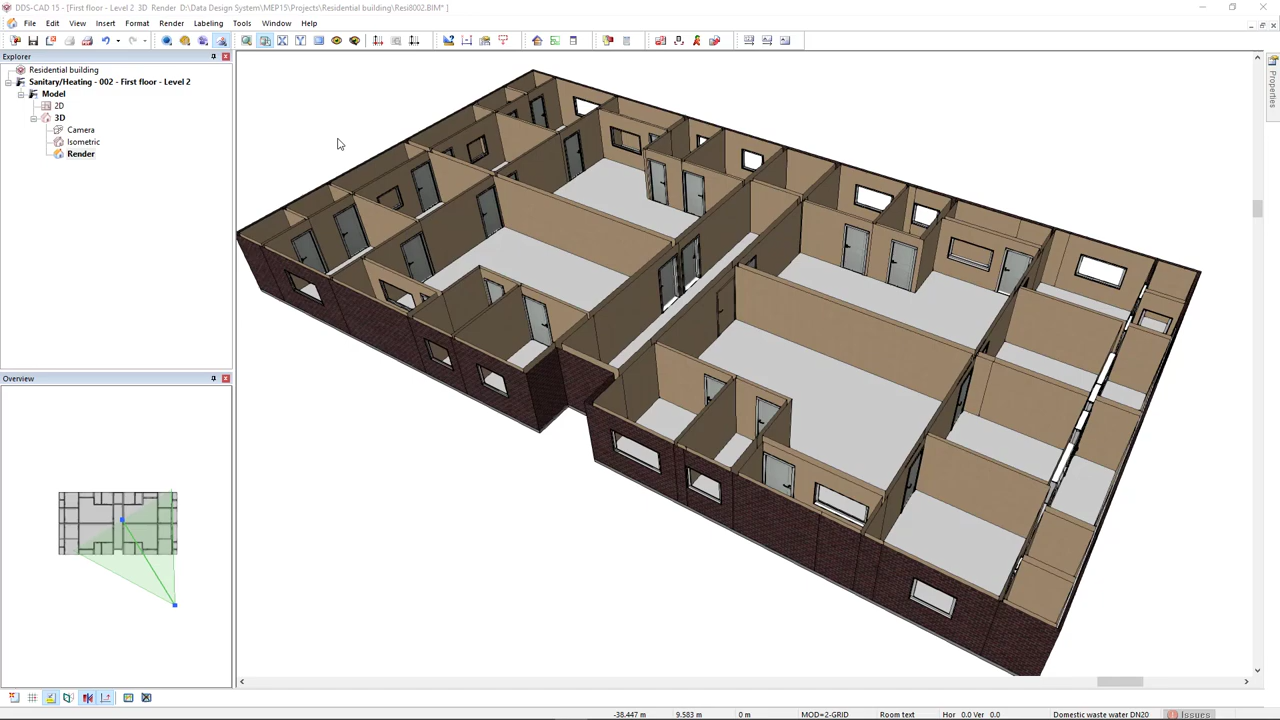 DDS-CAD 15 - [First floor - Level 2  3D  Render  D:\Data Design System\MEP15\Projects\Residential building\Resi8002.BIM*]
File Edit View Insert Format Render Labeling Tools Window Help
Explorer
Residential building
Sanitary/Heating - 002 - First floor - Level 2
Model
2D
3D
Camera
Isometric
Render
Properties
Overview
-38.447 m 9.583 m 0 m MOD=2-GRID Room text Hor 0.0 Ver 0.0 Domestic waste water DN20 Issues